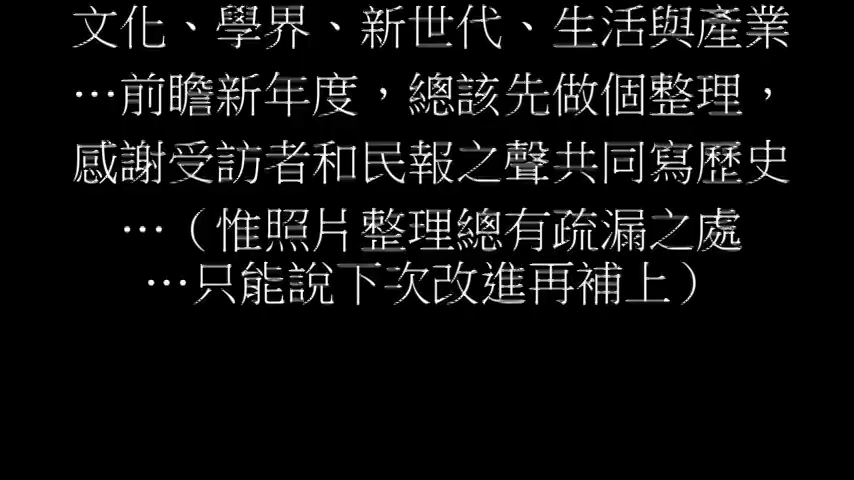 文化、學界、新世代、生活與產業
…前瞻新年度，總該先做個整理，
感謝受訪者和民報之聲共同寫歷史
…（惟照片整理總有疏漏之處
…只能說下次改進再補上）